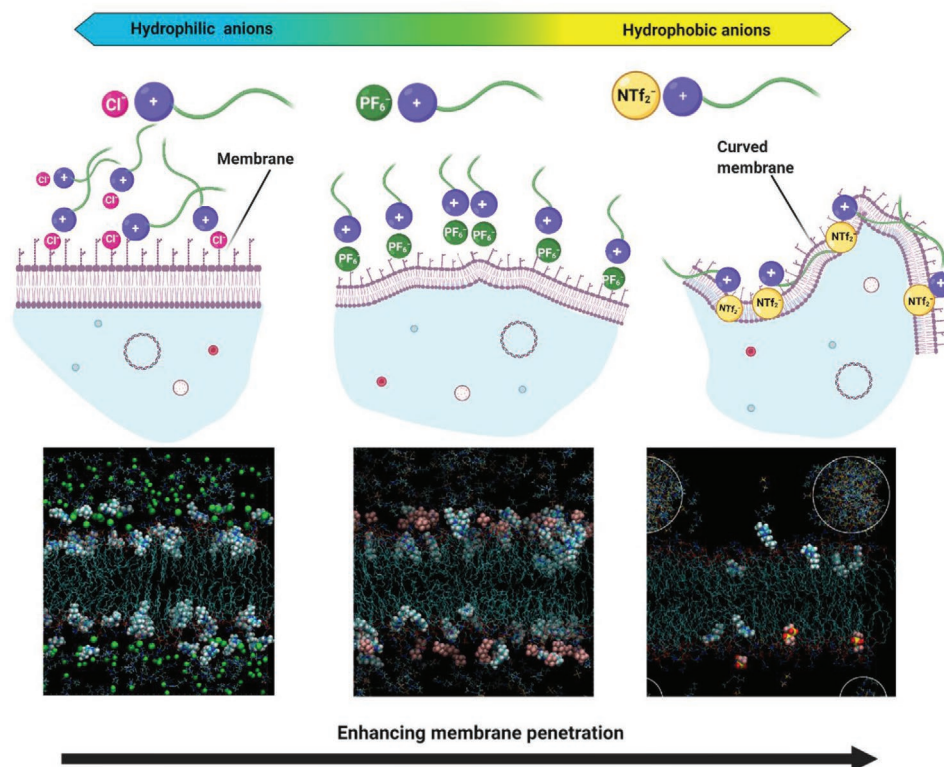 Hydrophilic anions
Hydrophobic anions
Cl⁻
+
PF₆⁻
+
NTf₂⁻
+
Membrane
Curved
membrane
Cl⁻
+
+
Cl⁻
+
+
+
Cl⁻
Cl⁻
Cl⁻
+
+
+
+
+
+
PF₆⁻
PF₆⁻
PF₆⁻
PF₆⁻
PF₆⁻
PF₆⁻
+
NTf₂⁻
+
+
+
NTf₂⁻
NTf₂⁻
NTf₂⁻
Enhancing membrane penetration